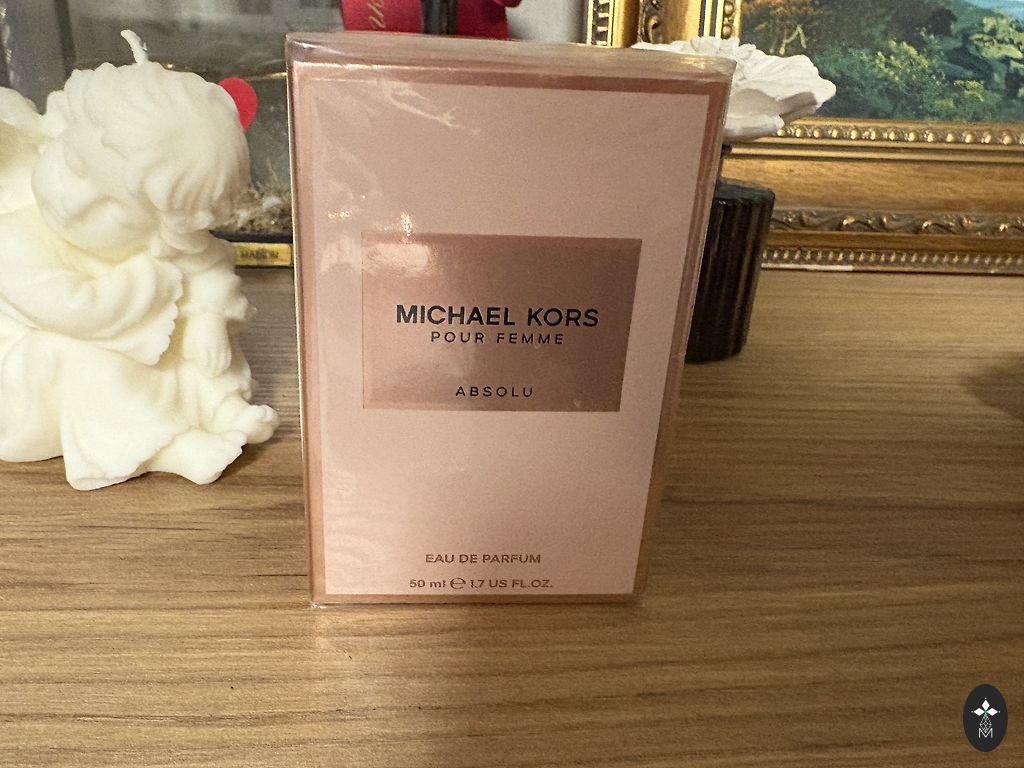 MICHAEL KORS
POUR FEMME
ABSOLU
EAU DE PARFUM
50 ml ℮ 1.7 US FL.OZ.
M